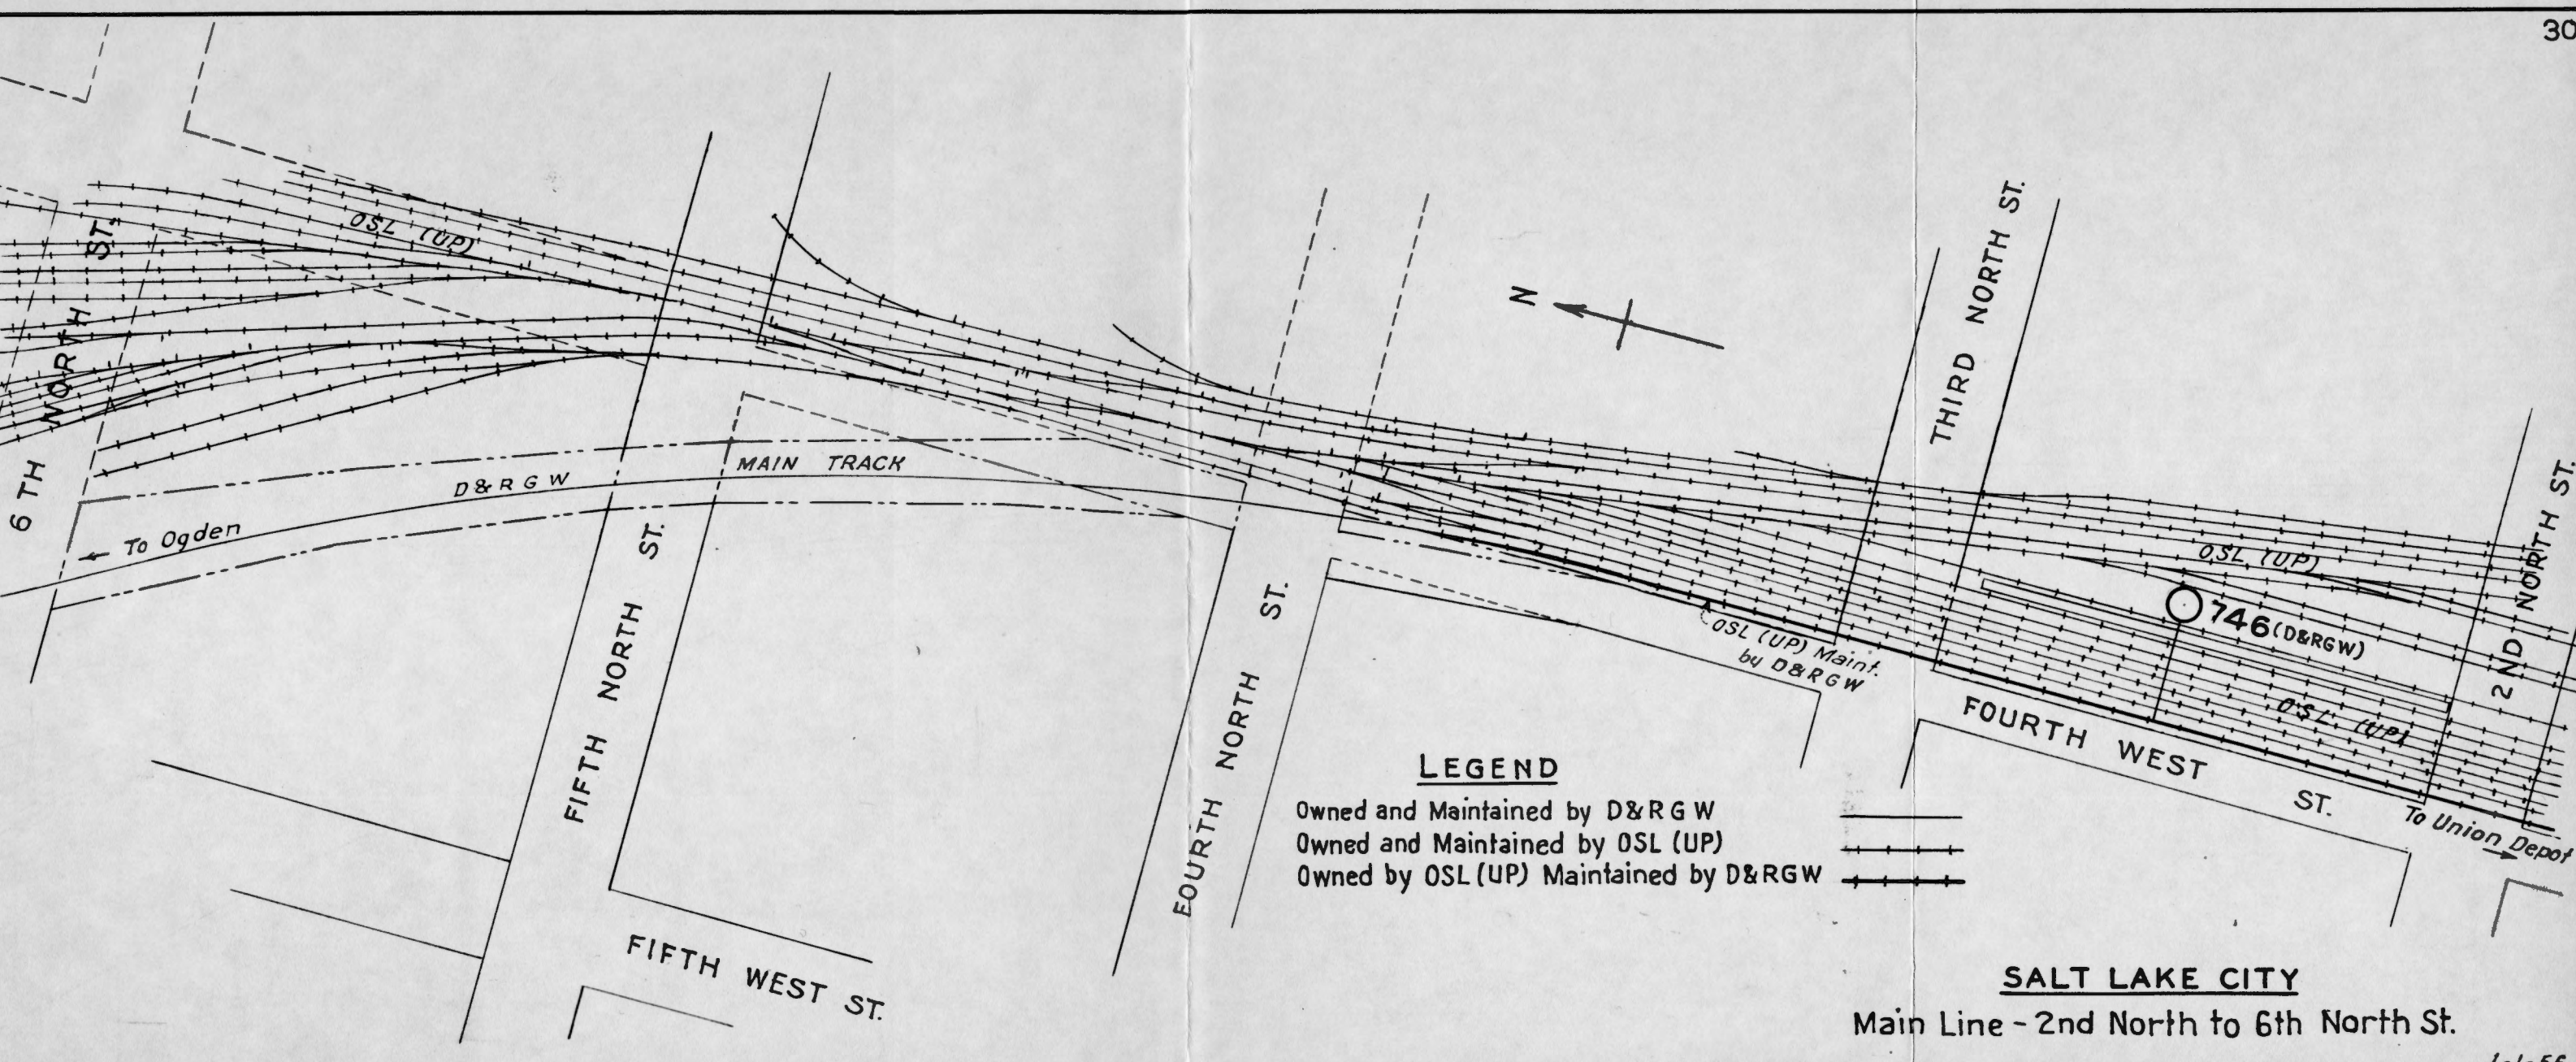 30
6 TH NORTH ST.
OSL (UP)
N
THIRD NORTH ST.
D&RGW MAIN TRACK
← To Ogden
FIFTH NORTH ST.
FOURTH NORTH ST.
OSL (UP) Maint.
by D&RGW
OSL (UP)
746 (D&RGW)
OSL (UP)
2 ND NORTH ST.
FOURTH WEST ST.
To Union Depot →
LEGEND
Owned and Maintained by D&RGW
Owned and Maintained by OSL (UP)
Owned by OSL (UP) Maintained by D&RGW
FIFTH WEST ST.
SALT LAKE CITY
Main Line - 2nd North to 6th North St.